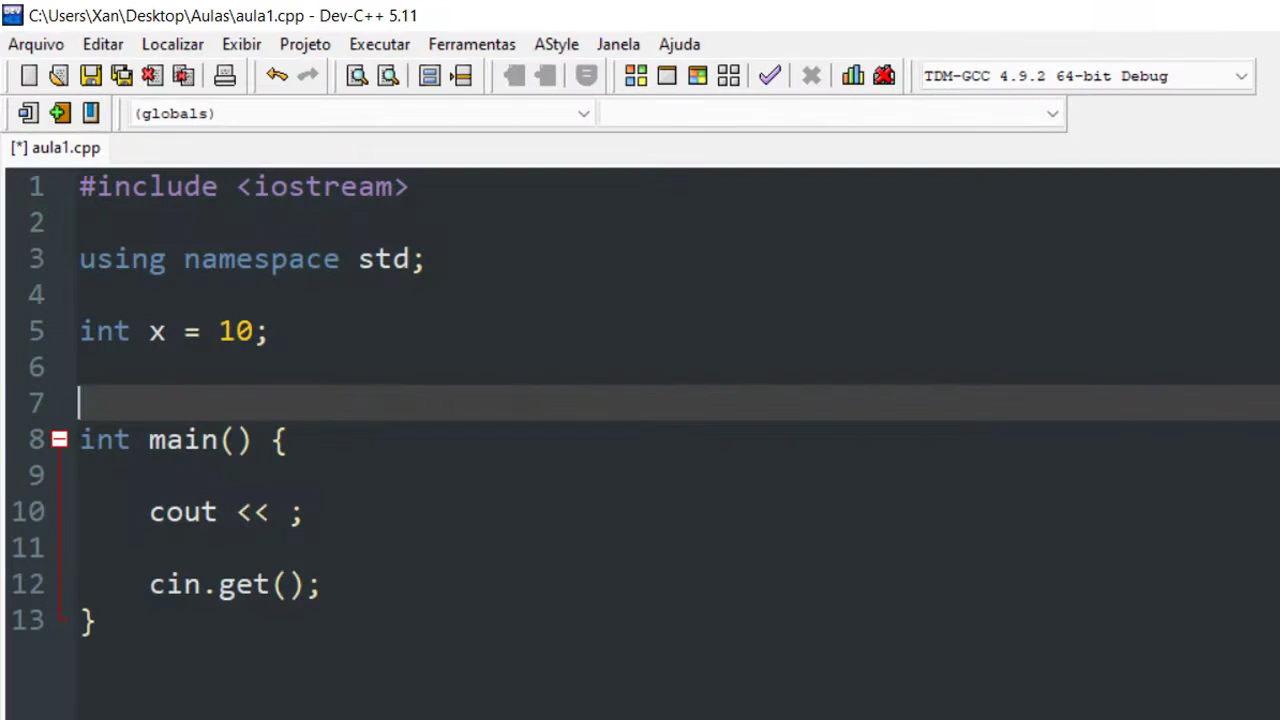 C:\Users\Xan\Desktop\Aulas\aula1.cpp - Dev-C++ 5.11
Arquivo Editar Localizar Exibir Projeto Executar Ferramentas AStyle Janela Ajuda
TDM-GCC 4.9.2 64-bit Debug
(globals)
[*] aula1.cpp
1 #include <iostream>
2
3 using namespace std;
4
5 int x = 10;
6
7
8 int main() {
9
10 cout << ;
11
12 cin.get();
13 }